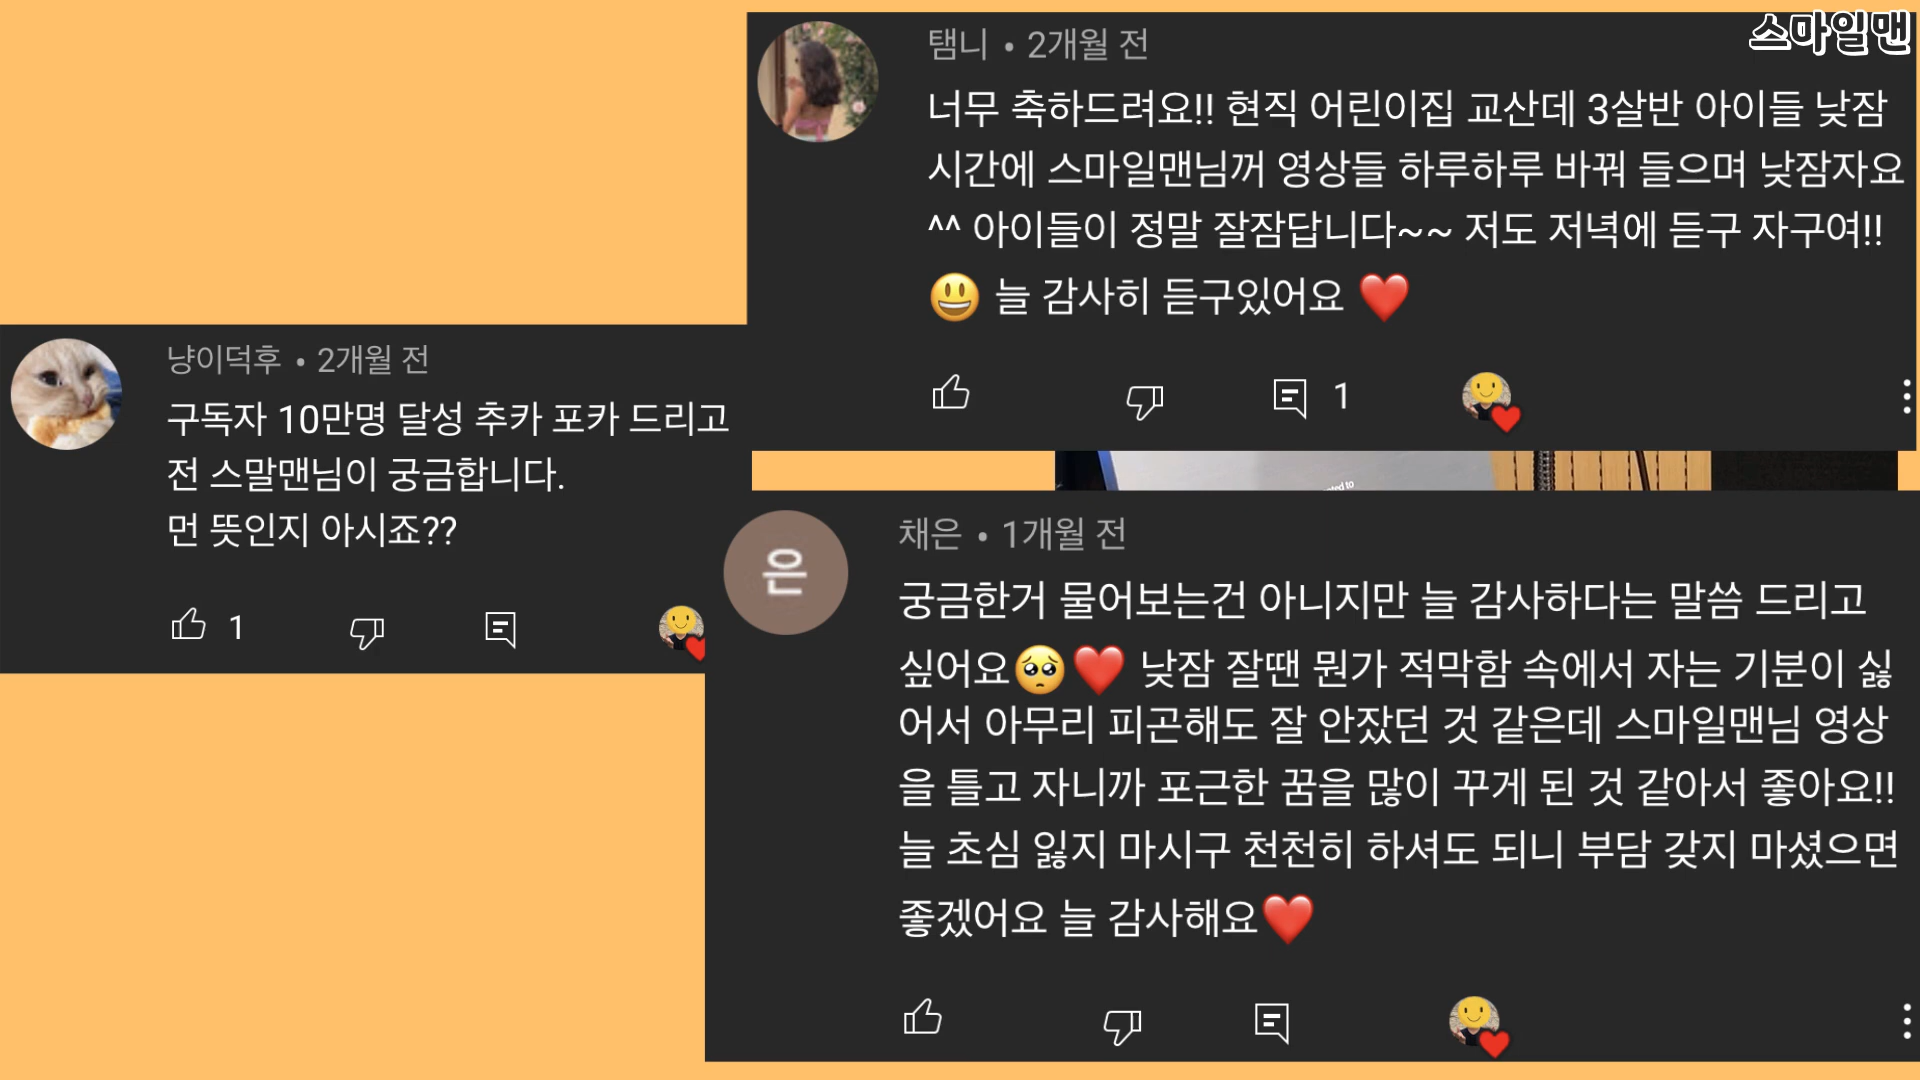 스마일맨
탬니 • 2개월 전
너무 축하드려요!! 현직 어린이집 교산데 3살반 아이들 낮잠
시간에 스마일맨님꺼 영상들 하루하루 바꿔 들으며 낮잠자요
^^ 아이들이 정말 잘잠답니다~~ 저도 저녁에 듣구 자구여!!
😃 늘 감사히 듣구있어요 ❤️
1
냥이덕후 • 2개월 전
구독자 10만명 달성 추카 포카 드리고
전 스말맨님이 궁금합니다.
먼 뜻인지 아시죠??
1
은
채은 • 1개월 전
궁금한거 물어보는건 아니지만 늘 감사하다는 말씀 드리고
싶어요🥺❤️ 낮잠 잘땐 뭔가 적막함 속에서 자는 기분이 싫
어서 아무리 피곤해도 잘 안잤던 것 같은데 스마일맨님 영상
을 틀고 자니까 포근한 꿈을 많이 꾸게 된 것 같아서 좋아요!!
늘 초심 잃지 마시구 천천히 하셔도 되니 부담 갖지 마셨으면
좋겠어요 늘 감사해요❤️